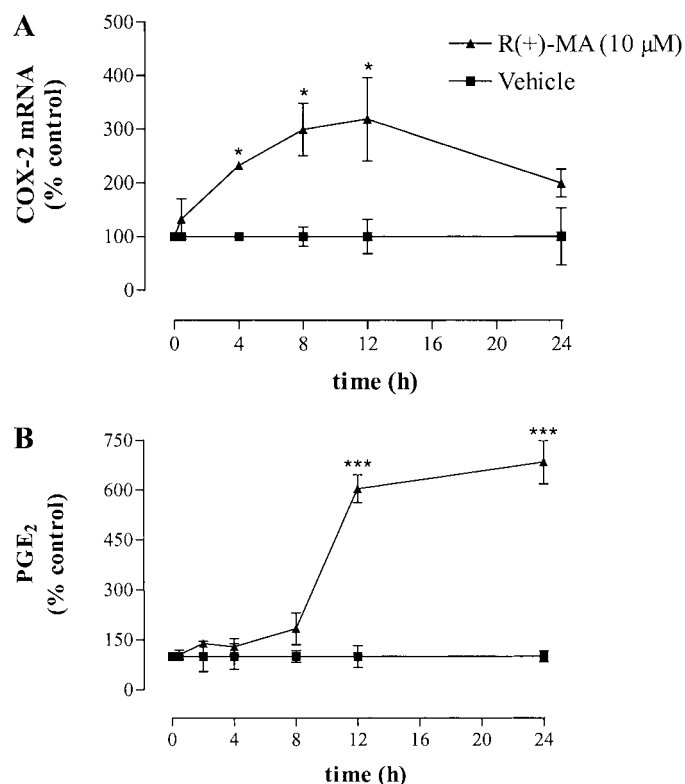 A
R(+)-MA (10 µM)
Vehicle
COX-2 mRNA
(% control)
500
400
300
200
100
0
*
*
*
0 4 8 12 16 20 24
time (h)
B
PGE₂
(% control)
750
600
450
300
150
0
***
***
0 4 8 12 16 20 24
time (h)